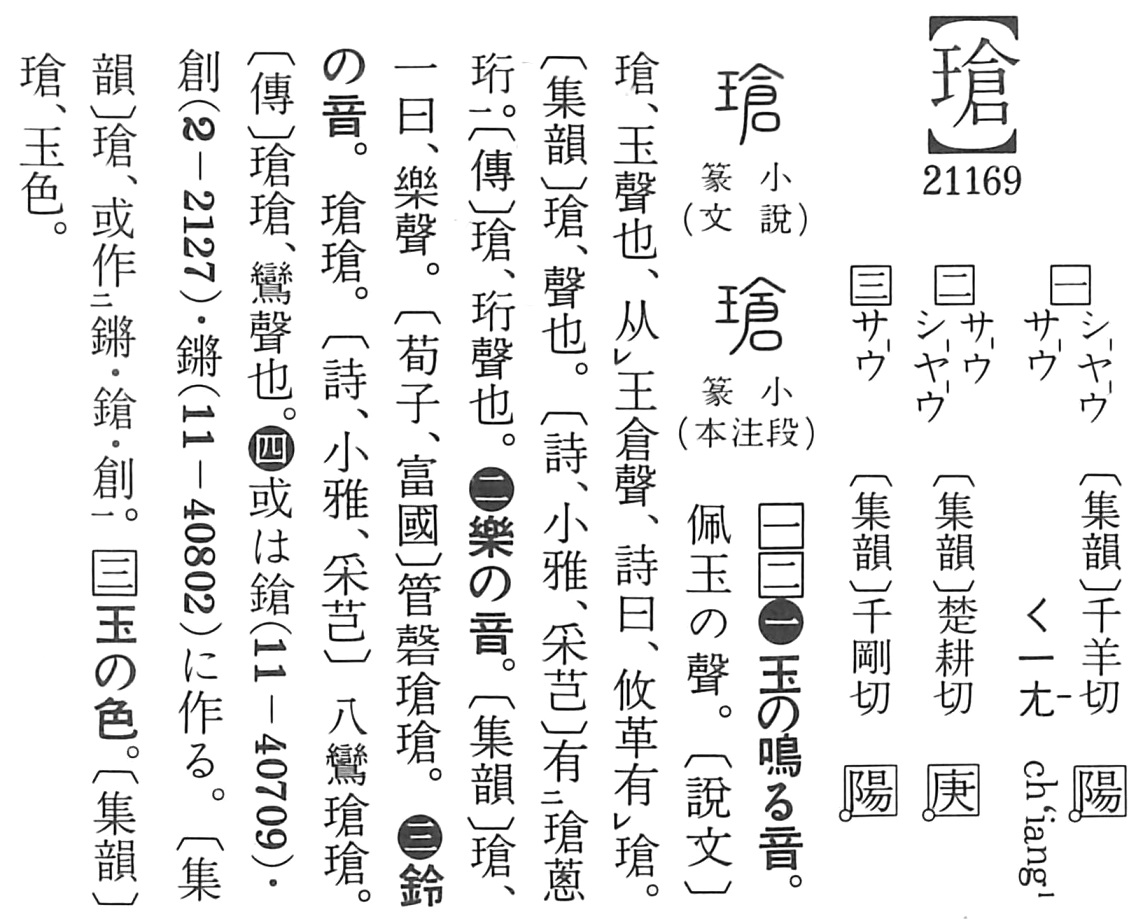 【瑲】
21169
一 シャウ サウ 〔集韻〕千羊切 陽
ㄑㄧㄤ ch‘iang¹
二 サウ シャウ 〔集韻〕楚耕切 庚
三 サウ 〔集韻〕千剛切 陽
瑲 小篆(說文)
瑲 小篆(段注本)
一二❶玉の鳴る音。
佩玉の聲。〔說文〕
瑲、玉聲也、从レ王倉聲、詩曰、攸革有レ瑲。
〔集韻〕瑲、聲也。〔詩、小雅、采芑〕有二瑲蔥
珩一。〔傳〕瑲、珩聲也。❷樂の音。〔集韻〕瑲、
一曰、樂聲。〔荀子、富國〕管磬瑲瑲。❸鈴
の音。瑲瑲。〔詩、小雅、采芑〕八鸞瑲瑲。
〔傳〕瑲瑲、鸞聲也。❹或は鎗(11－40709)・
創(2－2127)・鏘(11－40802)に作る。〔集
韻〕瑲、或作二鏘・鎗・創一。三玉の色。〔集韻〕
瑲、玉色。